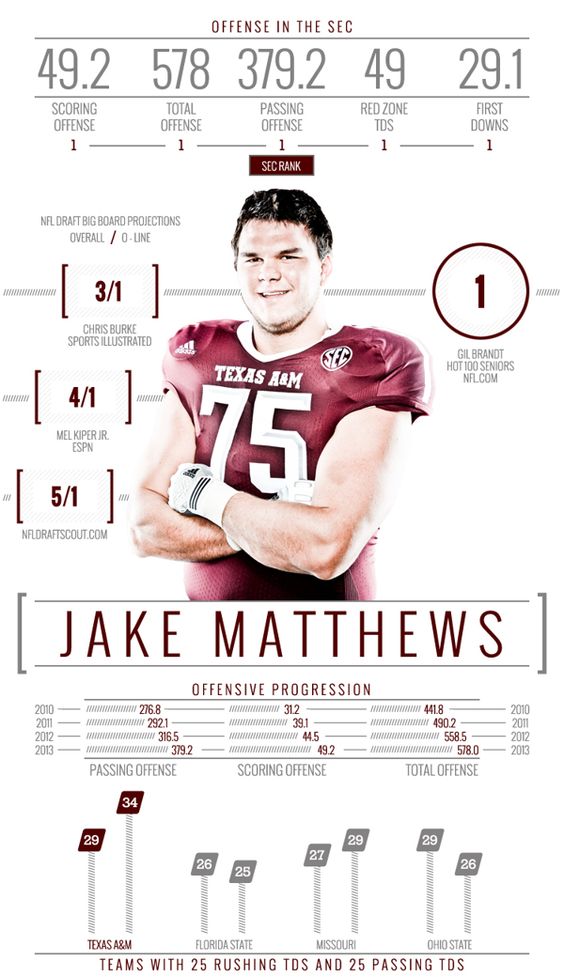 OFFENSE IN THE SEC
49.2 578 379.2 49 29.1
SCORING OFFENSE TOTAL OFFENSE PASSING OFFENSE RED ZONE TDS FIRST DOWNS
1 1 1 1 1
SEC RANK
NFL DRAFT BIG BOARD PROJECTIONS
OVERALL / O - LINE
3/1
CHRIS BURKE
SPORTS ILLUSTRATED
1
GIL BRANDT
HOT 100 SENIORS
NFL.COM
4/1
MEL KIPER JR.
ESPN
5/1
NFLDRAFTSCOUT.COM
adidas
SEC
TEXAS A&M
75
JAKE MATTHEWS
OFFENSIVE PROGRESSION
2010 276.8 31.2 441.8 2010
2011 292.1 39.1 490.2 2011
2012 316.5 44.5 558.5 2012
2013 379.2 49.2 578.0 2013
PASSING OFFENSE SCORING OFFENSE TOTAL OFFENSE
29 34 26 25 27 29 29 26
TEXAS A&M FLORIDA STATE MISSOURI OHIO STATE
TEAMS WITH 25 RUSHING TDS AND 25 PASSING TDS